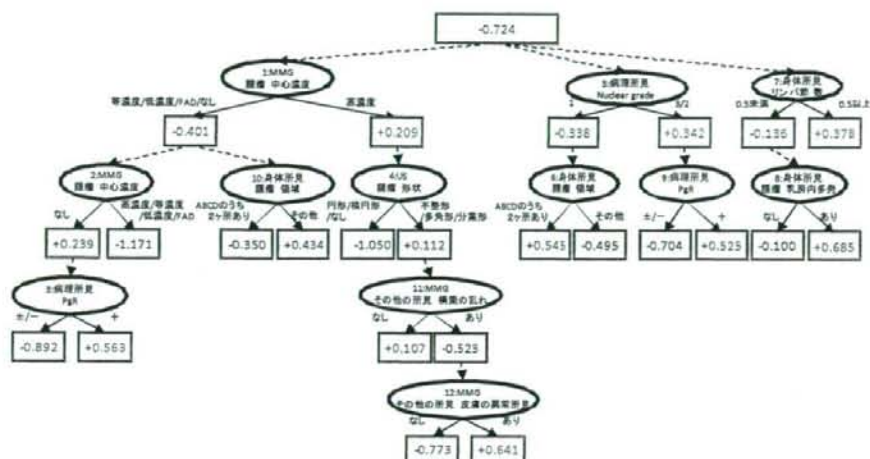 -0.724
1:MMG
腫瘤 中心濃度
等濃度/低濃度/FAD/なし
高濃度
-0.401
+0.209
3:病理所見
Nuclear grade
1
3/2
-0.338
+0.342
7:身体所見
リンパ節 数
0.5未満
0.5以上
-0.136
+0.378
2:MMG
腫瘤 中心濃度
なし
高濃度/等濃度
/低濃度/FAD
+0.239
-1.171
10:身体所見
腫瘤 領域
ABCDのうち
2ヶ所あり
その他
-0.350
+0.434
4:US
腫瘤 形状
円形/楕円形
/なし
不整形
/多角形/分葉形
-1.050
+0.112
6:身体所見
腫瘤 領域
ABCDのうち
2ヶ所あり
その他
+0.545
-0.495
9:病理所見
PgR
±/−
+
-0.704
+0.525
8:身体所見
腫瘤 乳房内多発
なし
あり
-0.100
+0.685
5:病理所見
PgR
±/−
+
-0.892
+0.563
11:MMG
その他の所見 構築の乱れ
なし
あり
+0.107
-0.523
12:MMG
その他の所見 皮膚の異常所見
なし
あり
-0.773
+0.641